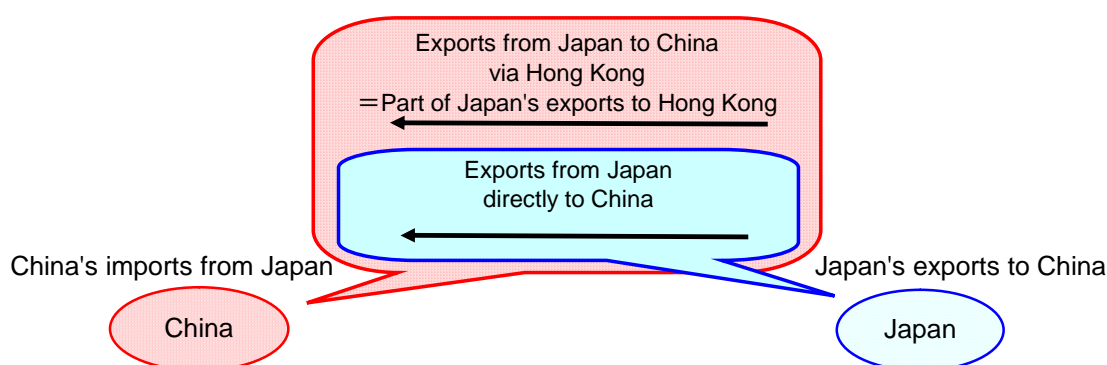 Exports from Japan to China
via Hong Kong
＝Part of Japan's exports to Hong Kong
Exports from Japan
directly to China
China's imports from Japan
Japan's exports to China
China
Japan